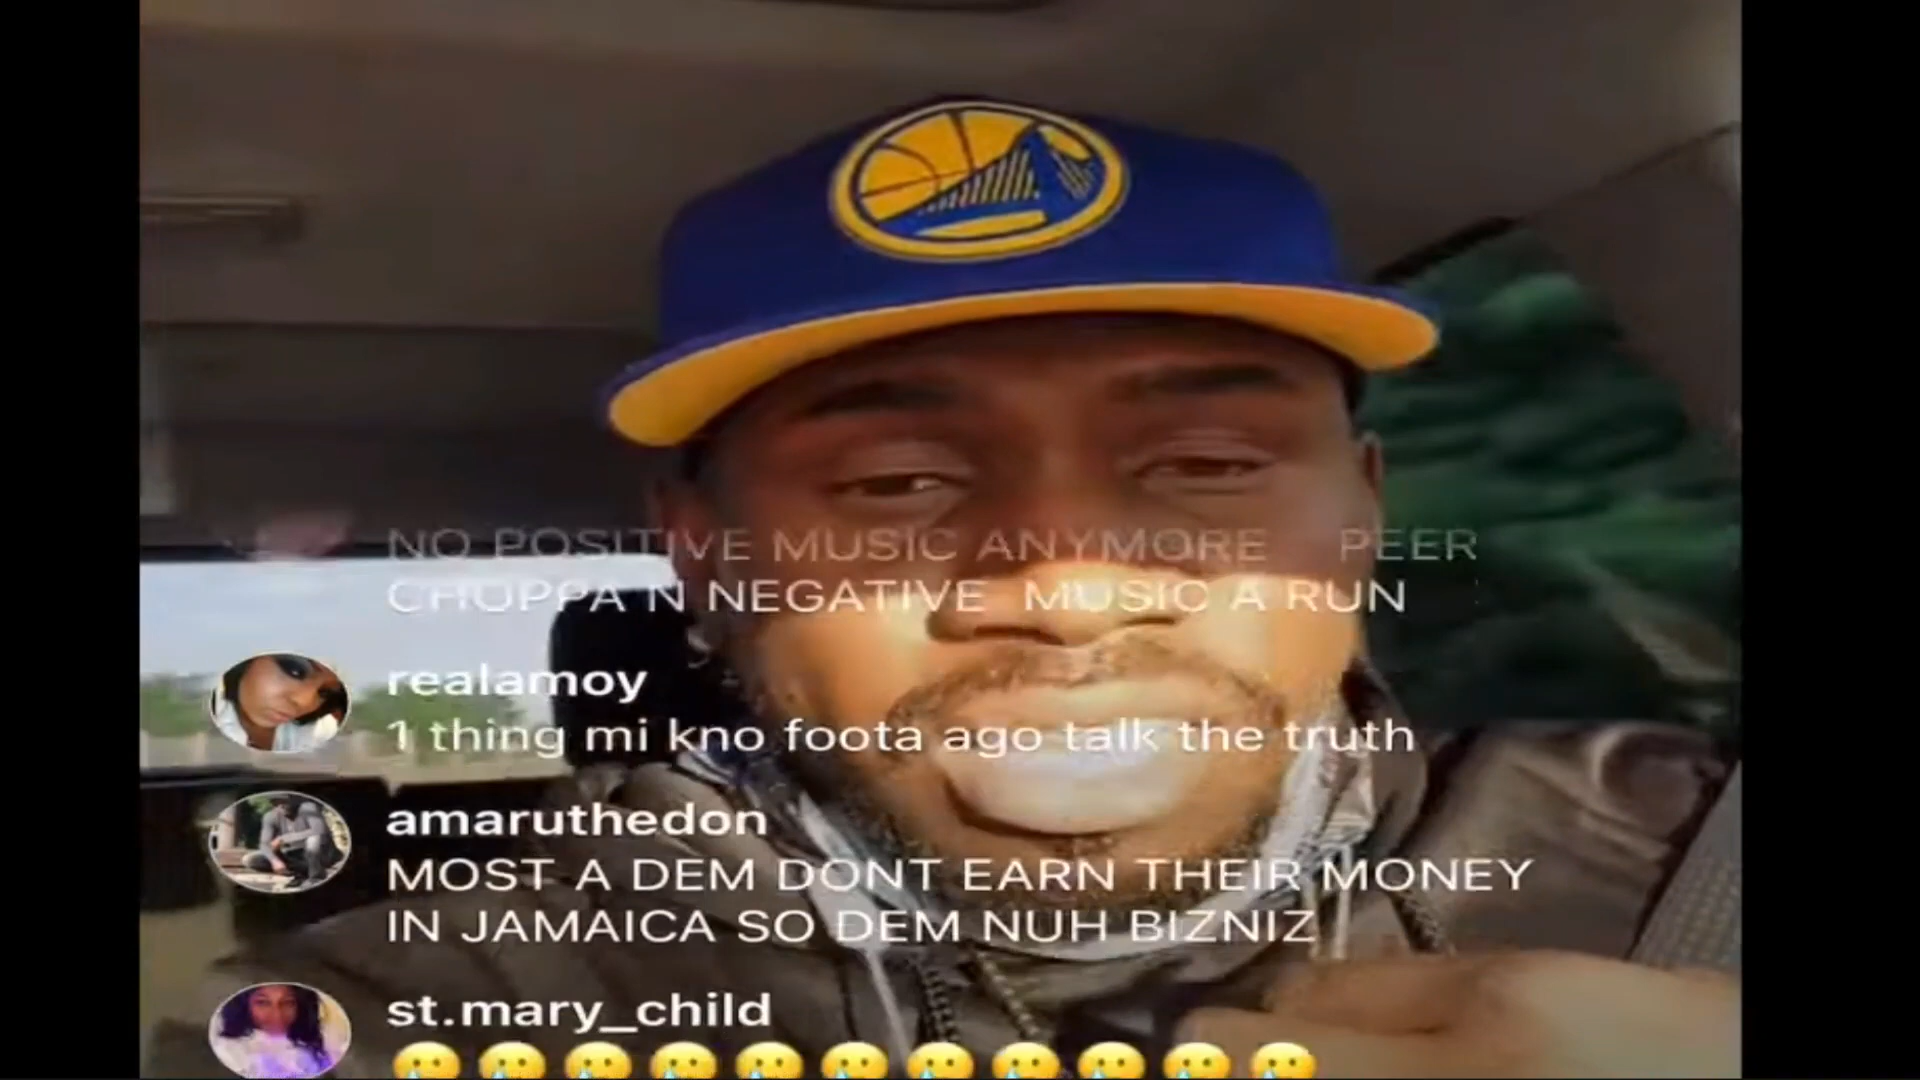 NO POSITIVE MUSIC ANYMORE PEER
CHOPPA N NEGATIVE MUSIC A RUN
realamoy
1 thing mi kno foota ago talk the truth
amaruthedon
MOST A DEM DONT EARN THEIR MONEY
IN JAMAICA SO DEM NUH BIZNIZ
st.mary_child
🥲🥲🥲🥲🥲🥲🥲🥲🥲🥲🥲